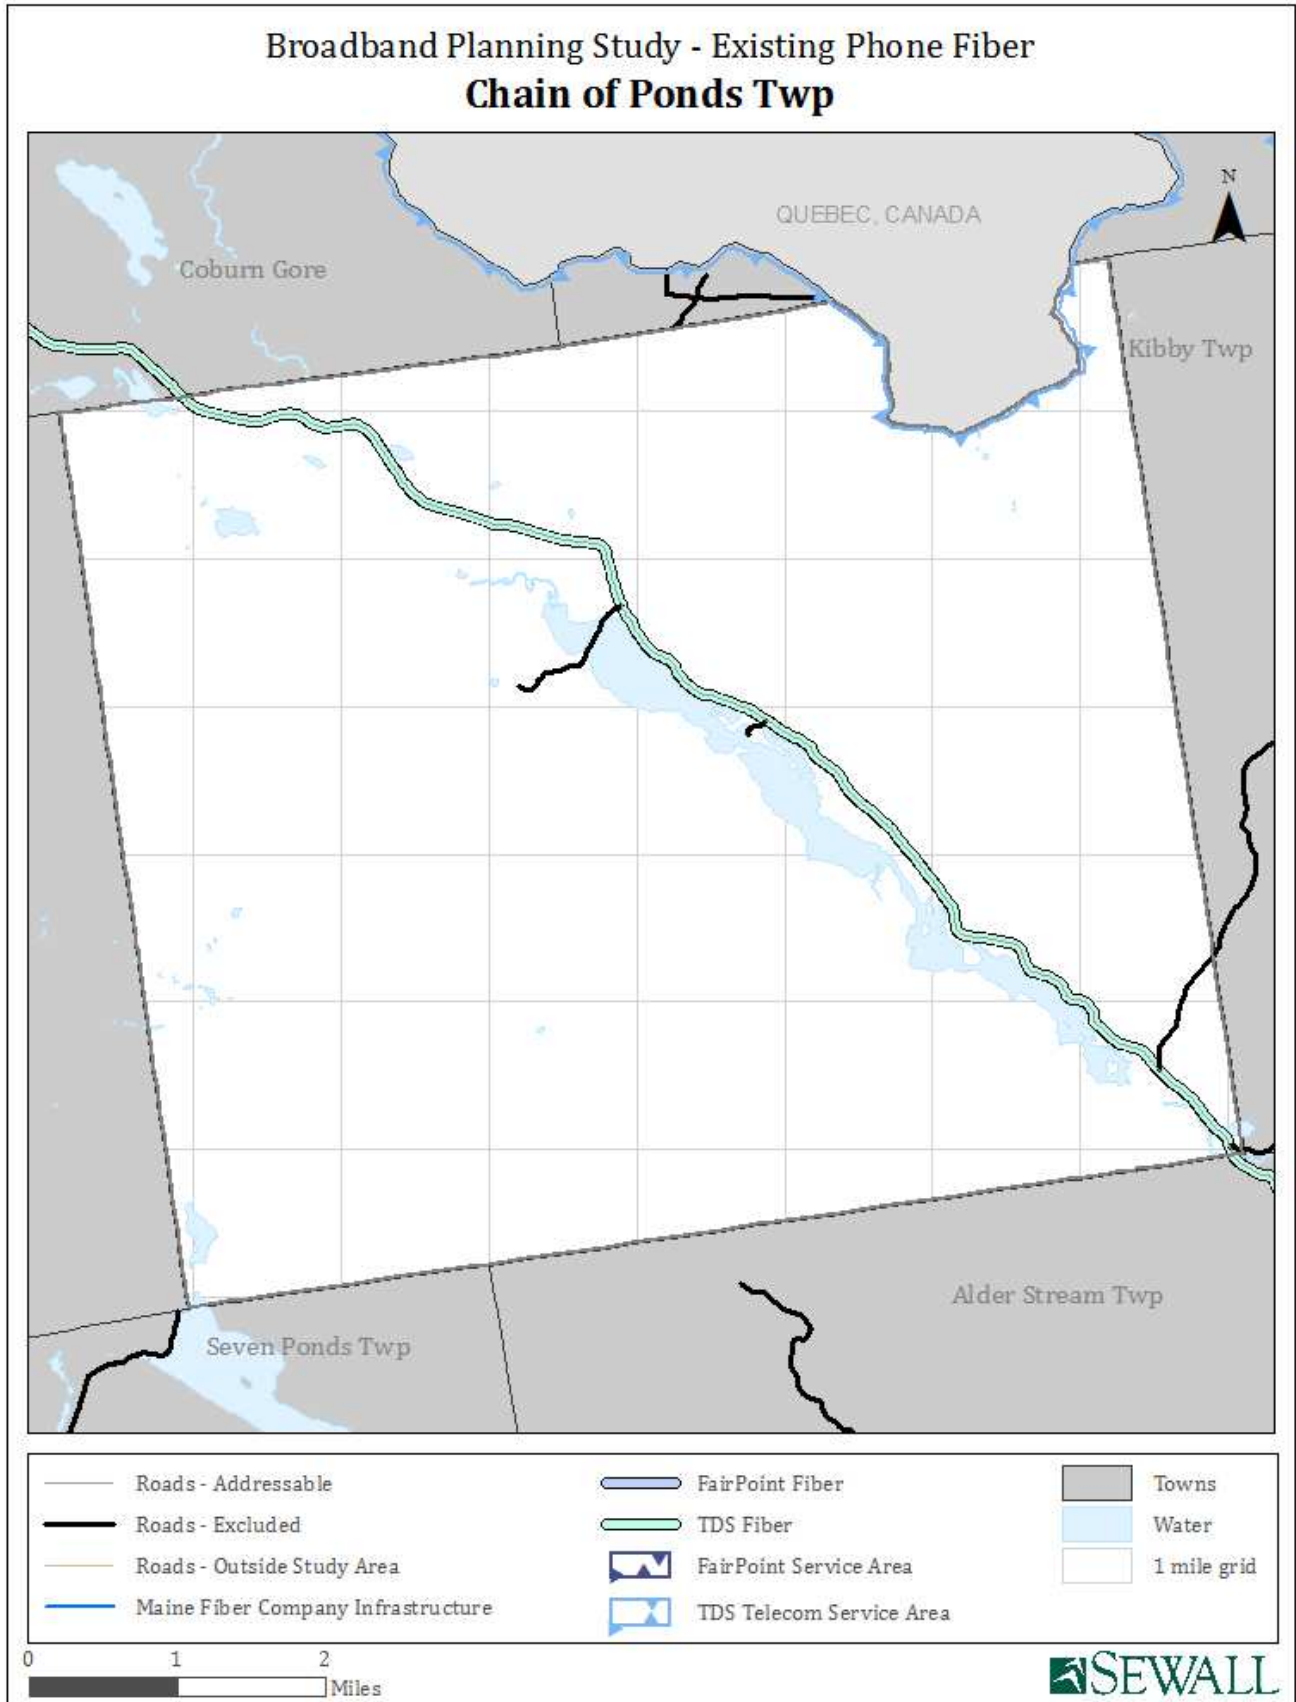 Broadband Planning Study - Existing Phone Fiber
Chain of Ponds Twp
QUEBEC, CANADA
N
Coburn Gore
Kibby Twp
Alder Stream Twp
Seven Ponds Twp
Roads - Addressable
Roads - Excluded
Roads - Outside Study Area
Maine Fiber Company Infrastructure
FairPoint Fiber
TDS Fiber
FairPoint Service Area
TDS Telecom Service Area
Towns
Water
1 mile grid
0 1 2
Miles
SEWALL